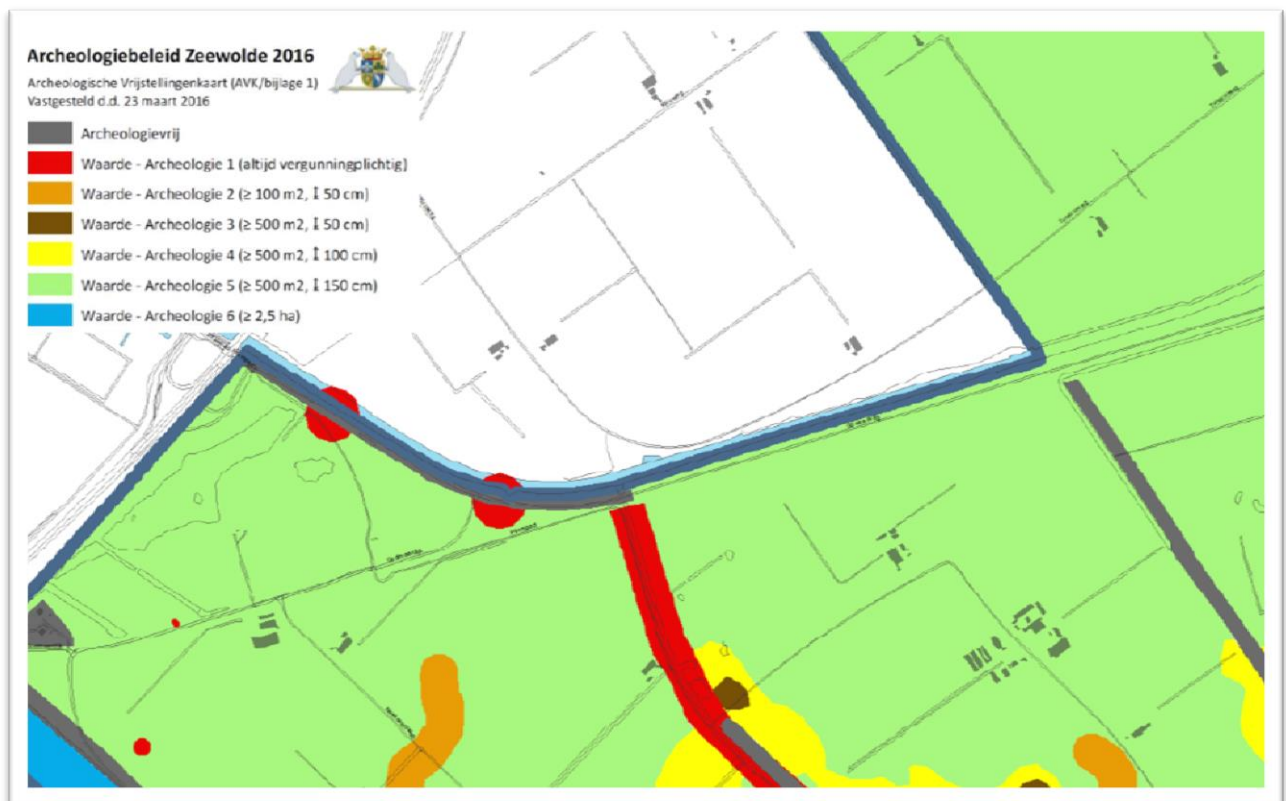 Archeologiebeleid Zeewolde 2016
Archeologische Vrijstellingenkaart (AVK/bijlage 1)
Vastgesteld d.d. 23 maart 2016
Archeologievrij
Waarde - Archeologie 1 (altijd vergunningplichtig)
Waarde - Archeologie 2 (≥ 100 m2, ↕ 50 cm)
Waarde - Archeologie 3 (≥ 500 m2, ↕ 50 cm)
Waarde - Archeologie 4 (≥ 500 m2, ↕ 100 cm)
Waarde - Archeologie 5 (≥ 500 m2, ↕ 150 cm)
Waarde - Archeologie 6 (≥ 2,5 ha)